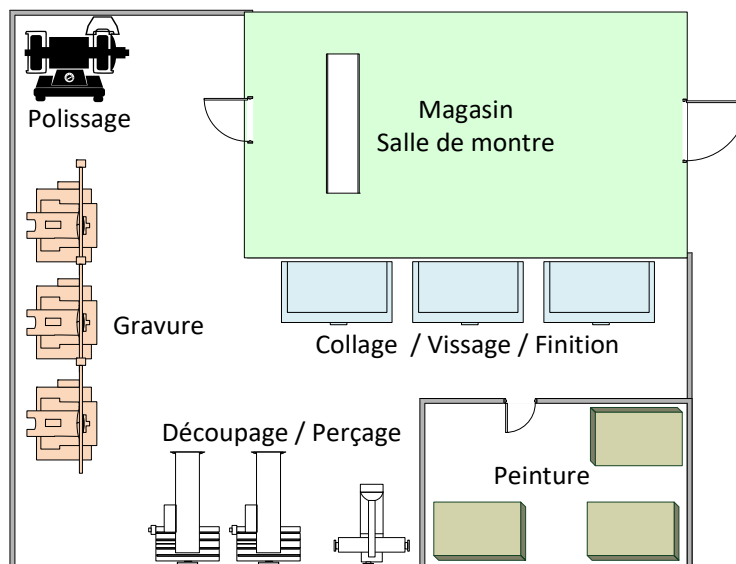 Magasin
Salle de montre
Polissage
Gravure
Collage / Vissage / Finition
Découpage / Perçage
Peinture